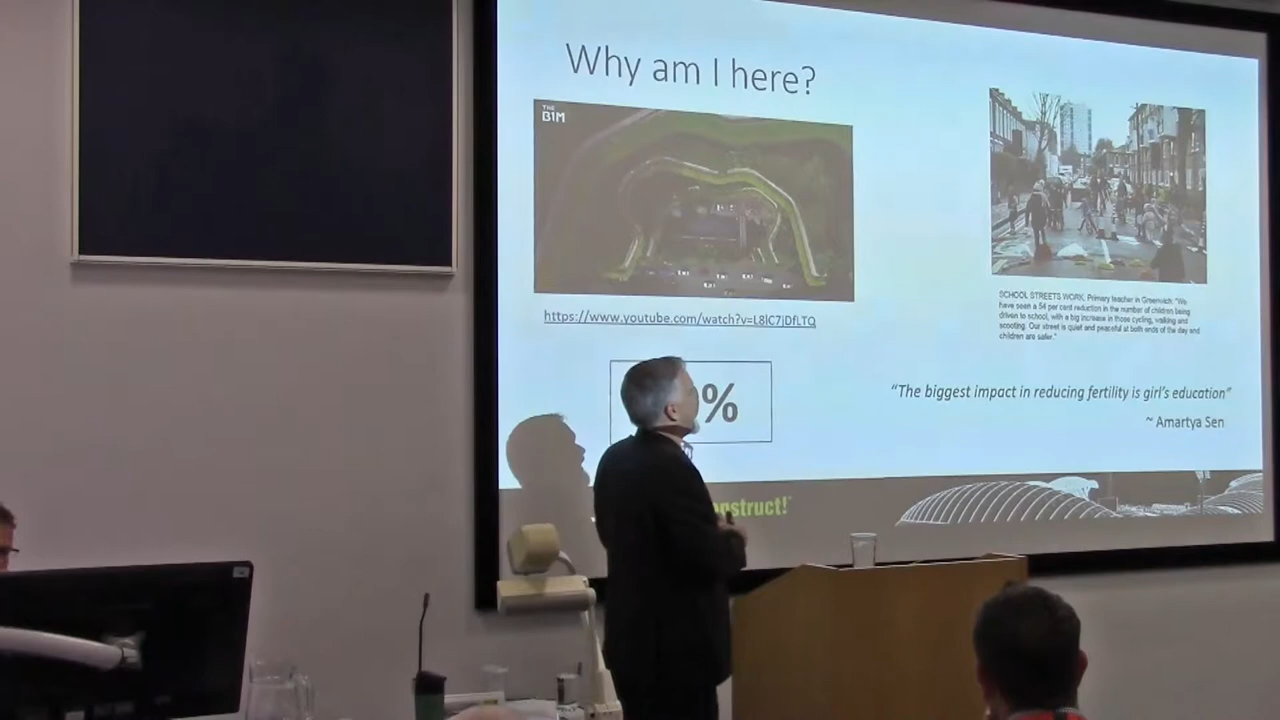 Why am I here?
THE
B1M
https://www.youtube.com/watch?v=L8lC7jDfLTQ
SCHOOL STREETS WORK, Primary teacher in Greenwich: "We
have seen a 54 per cent reduction in the number of children being
driven to school, with a big increase in those cycling, walking and
scooting. Our street is quiet and peaceful at both ends of the day and
children are safer."
%
“The biggest impact in reducing fertility is girl’s education”
~ Amartya Sen
nstruct!